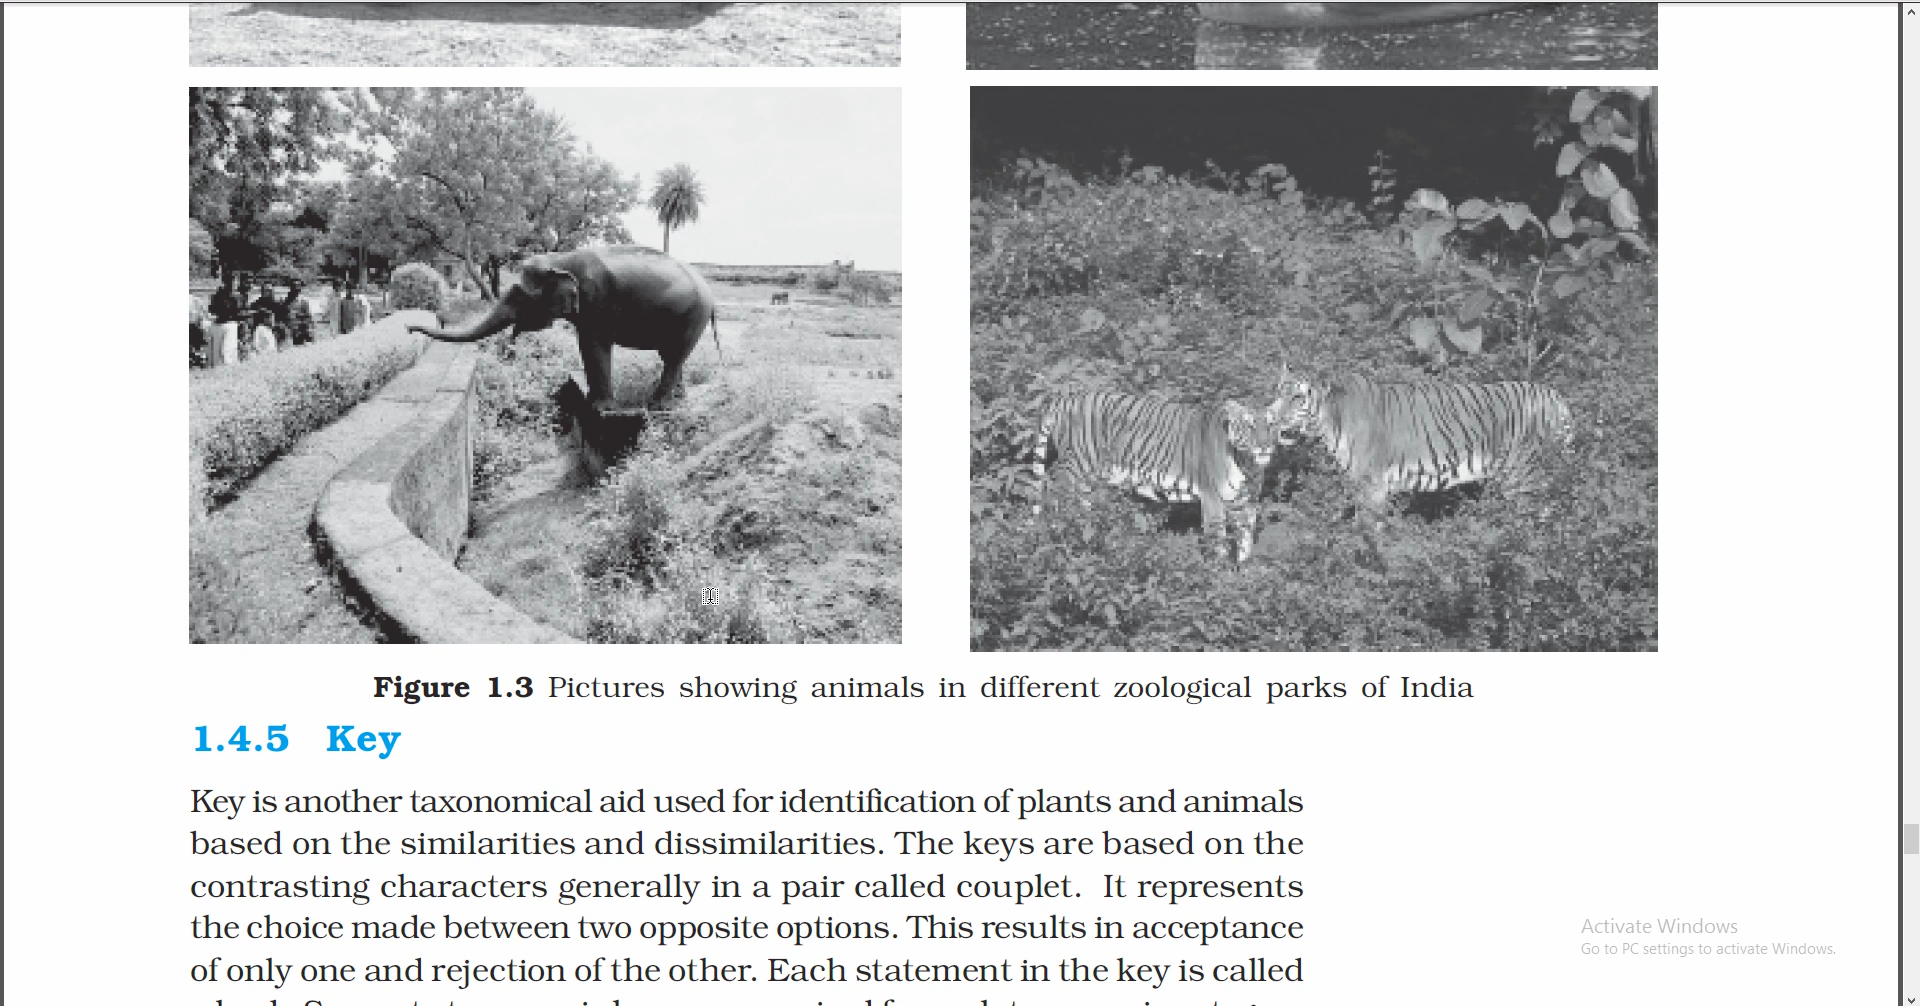 Figure 1.3 Pictures showing animals in different zoological parks of India
1.4.5 Key
Key is another taxonomical aid used for identification of plants and animals
based on the similarities and dissimilarities. The keys are based on the
contrasting characters generally in a pair called couplet. It represents
the choice made between two opposite options. This results in acceptance
of only one and rejection of the other. Each statement in the key is called
Activate Windows
Go to PC settings to activate Windows.